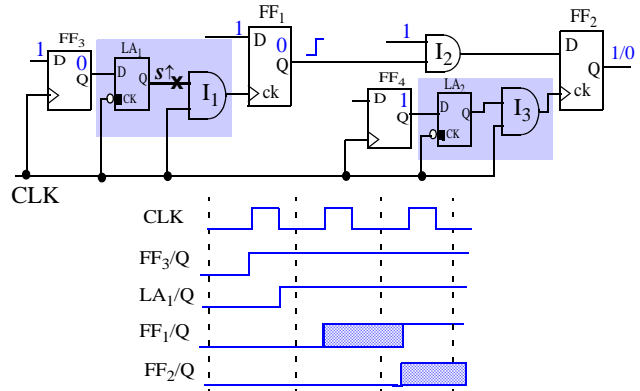 FF1
FF2
1
FF3
LA1
1
D
0
Q
D
Q
CK
s↑
I1
D
0
Q
ck
1
I2
D
Q
ck
1/0
FF4
D
1
Q
LA2
D
Q
CK
I3
CLK
CLK
FF3/Q
LA1/Q
FF1/Q
FF2/Q